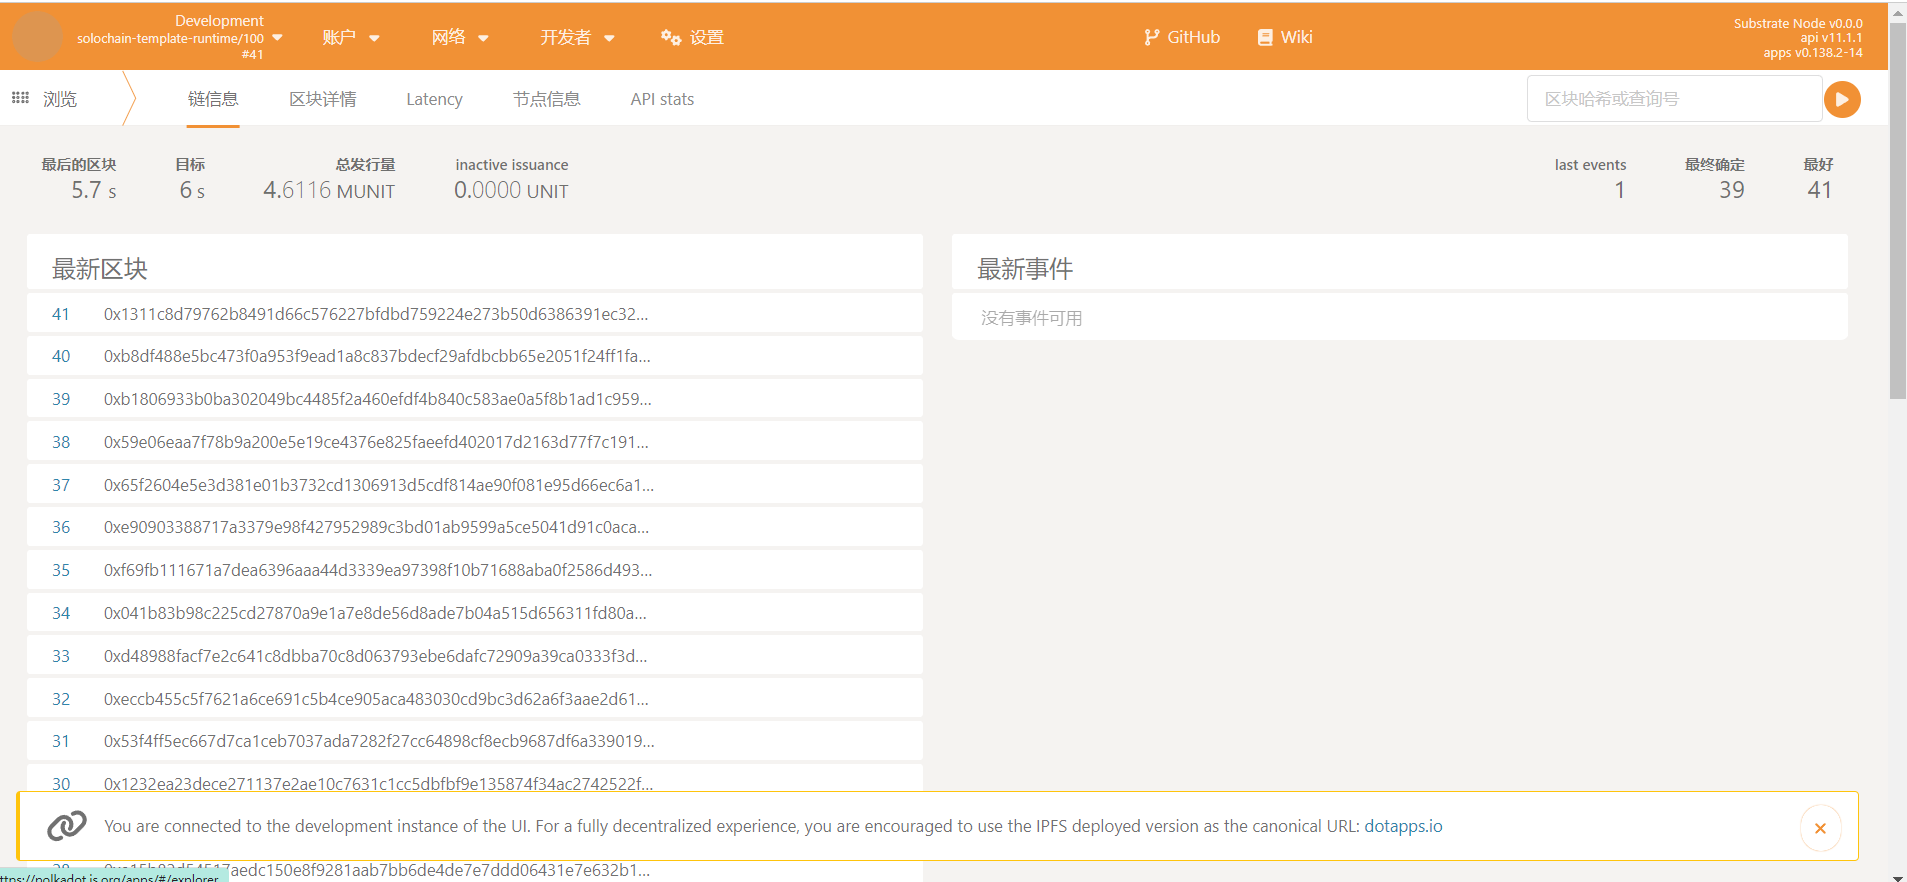 Development
solochain-template-runtime/100
#41
账户
网络
开发者
设置
GitHub
Wiki
Substrate Node v0.0.0
api v11.1.1
apps v0.138.2-14
浏览
链信息
区块详情
Latency
节点信息
API stats
区块哈希或查询号
最后的区块
5.7 s
目标
6 s
总发行量
4.6116 MUNIT
inactive issuance
0.0000 UNIT
last events
1
最终确定
39
最好
41
最新区块
41 0x1311c8d79762b8491d66c576227bfdbd759224e273b50d6386391ec32...
40 0xb8df488e5bc473f0a953f9ead1a8c837bdecf29afdbcbb65e2051f24ff1fa...
39 0xb1806933b0ba302049bc4485f2a460efdf4b840c583ae0a5f8b1ad1c959...
38 0x59e06eaa7f78b9a200e5e19ce4376e825faeefd402017d2163d77f7c191...
37 0x65f2604e5e3d381e01b3732cd1306913d5cdf814ae90f081e95d66ec6a1...
36 0xe90903388717a3379e98f427952989c3bd01ab9599a5ce5041d91c0aca...
35 0xf69fb111671a7dea6396aaa44d3339ea97398f10b71688aba0f2586d493...
34 0x041b83b98c225cd27870a9e1a7e8de56d8ade7b04a515d656311fd80a...
33 0xd48988facf7e2c641c8dbba70c8d063793ebe6dafc72909a39ca0333f3d...
32 0xeccb455c5f7621a6ce691c5b4ce905aca483030cd9bc3d62a6f3aae2d61...
31 0x53f4ff5ec667d7ca1ceb7037ada7282f27cc64898cf8ecb9687df6a339019...
30 0x1232ea23dece271137e2ae10c7631c1cc5dbfbf9e135874f34ac2742522f...
最新事件
没有事件可用
You are connected to the development instance of the UI. For a fully decentralized experience, you are encouraged to use the IPFS deployed version as the canonical URL: dotapps.io
ttps://polkadot.js.org/apps/#/explorer